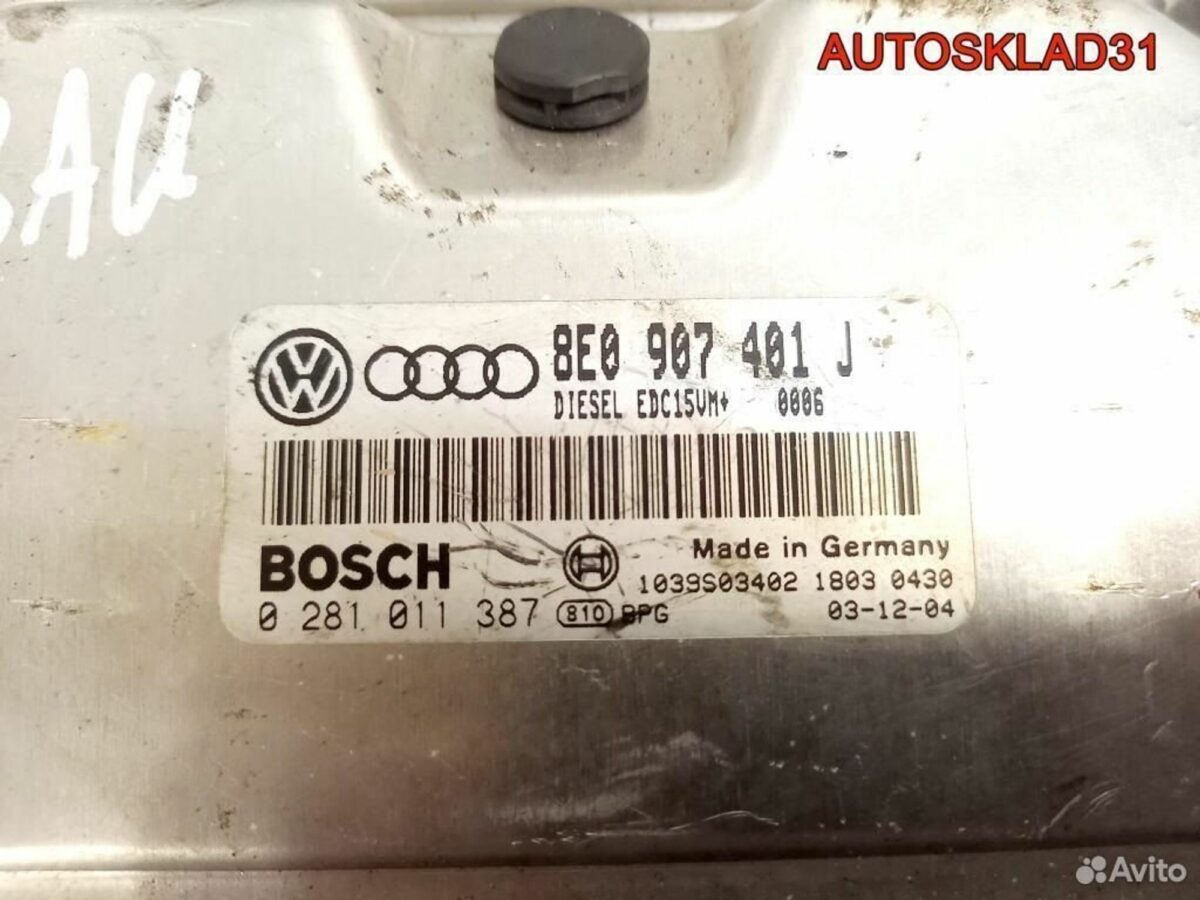 AUTOSKLAD31
BAU
8E0 907 401 J
DIESEL EDC15VM+ 0006
BOSCH
Made in Germany
1039S03402 1803 0430
0 281 011 387 810 BPG 03-12-04
Avito